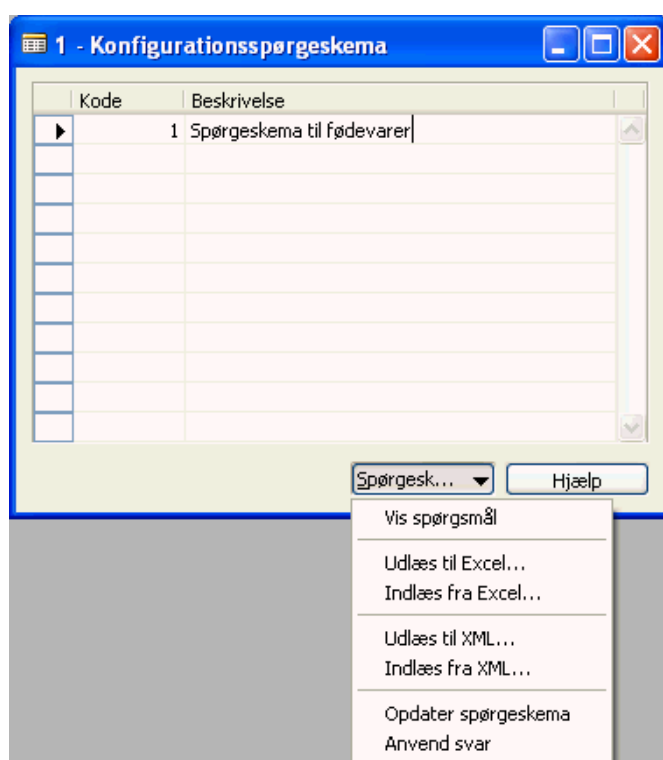 1 - Konfigurationsspørgeskema
Kode Beskrivelse
1 Spørgeskema til fødevarer
Spørgesk... Hjælp
Vis spørgsmål
Udlæs til Excel...
Indlæs fra Excel...
Udlæs til XML...
Indlæs fra XML...
Opdater spørgeskema
Anvend svar